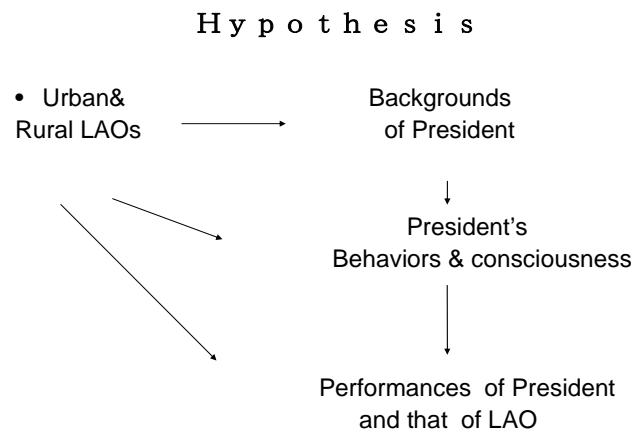 Hypothesis
• Urban&
Rural LAOs
Backgrounds
of President
President's
Behaviors & consciousness
Performances of President
and that of LAO